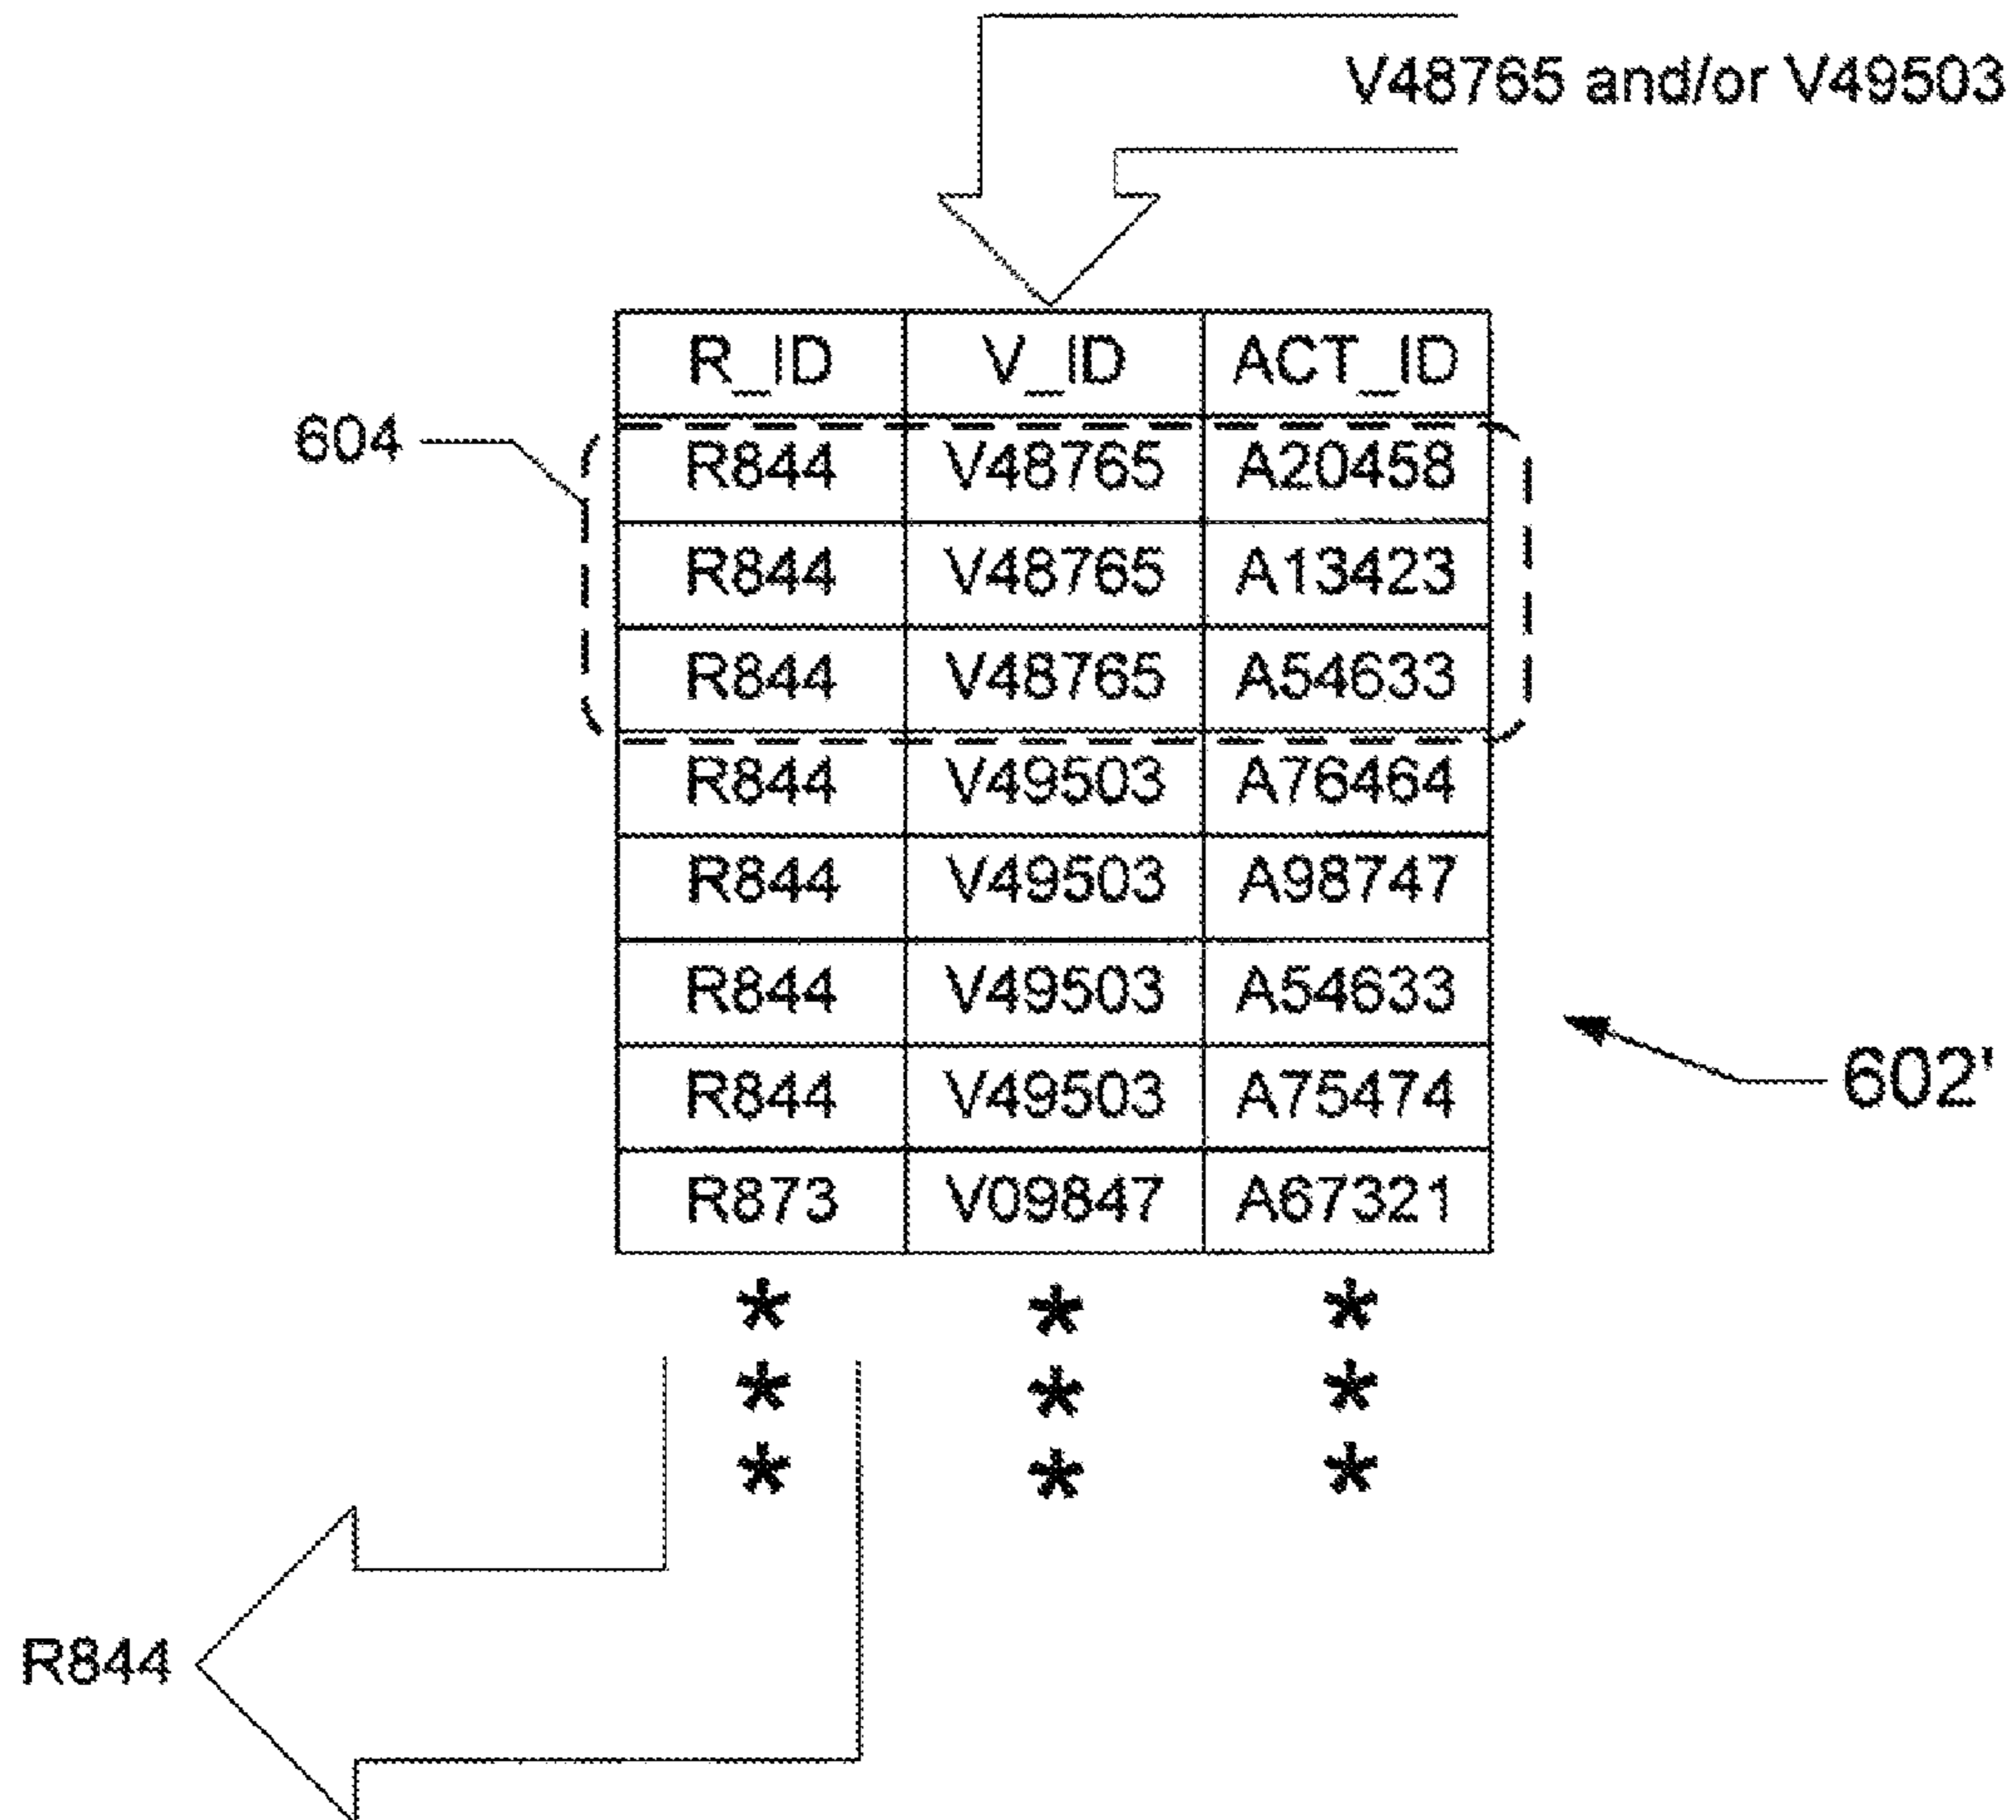 V48765 and/or V49503
R_ID V_ID ACT_ID
604
R844 V48765 A20458
R844 V48765 A13423
R844 V48765 A54633
R844 V49503 A76464
R844 V49503 A98747
R844 V49503 A54633
602'
R844 V49503 A75474
R873 V09847 A67321
* * *
* * *
* * *
R844